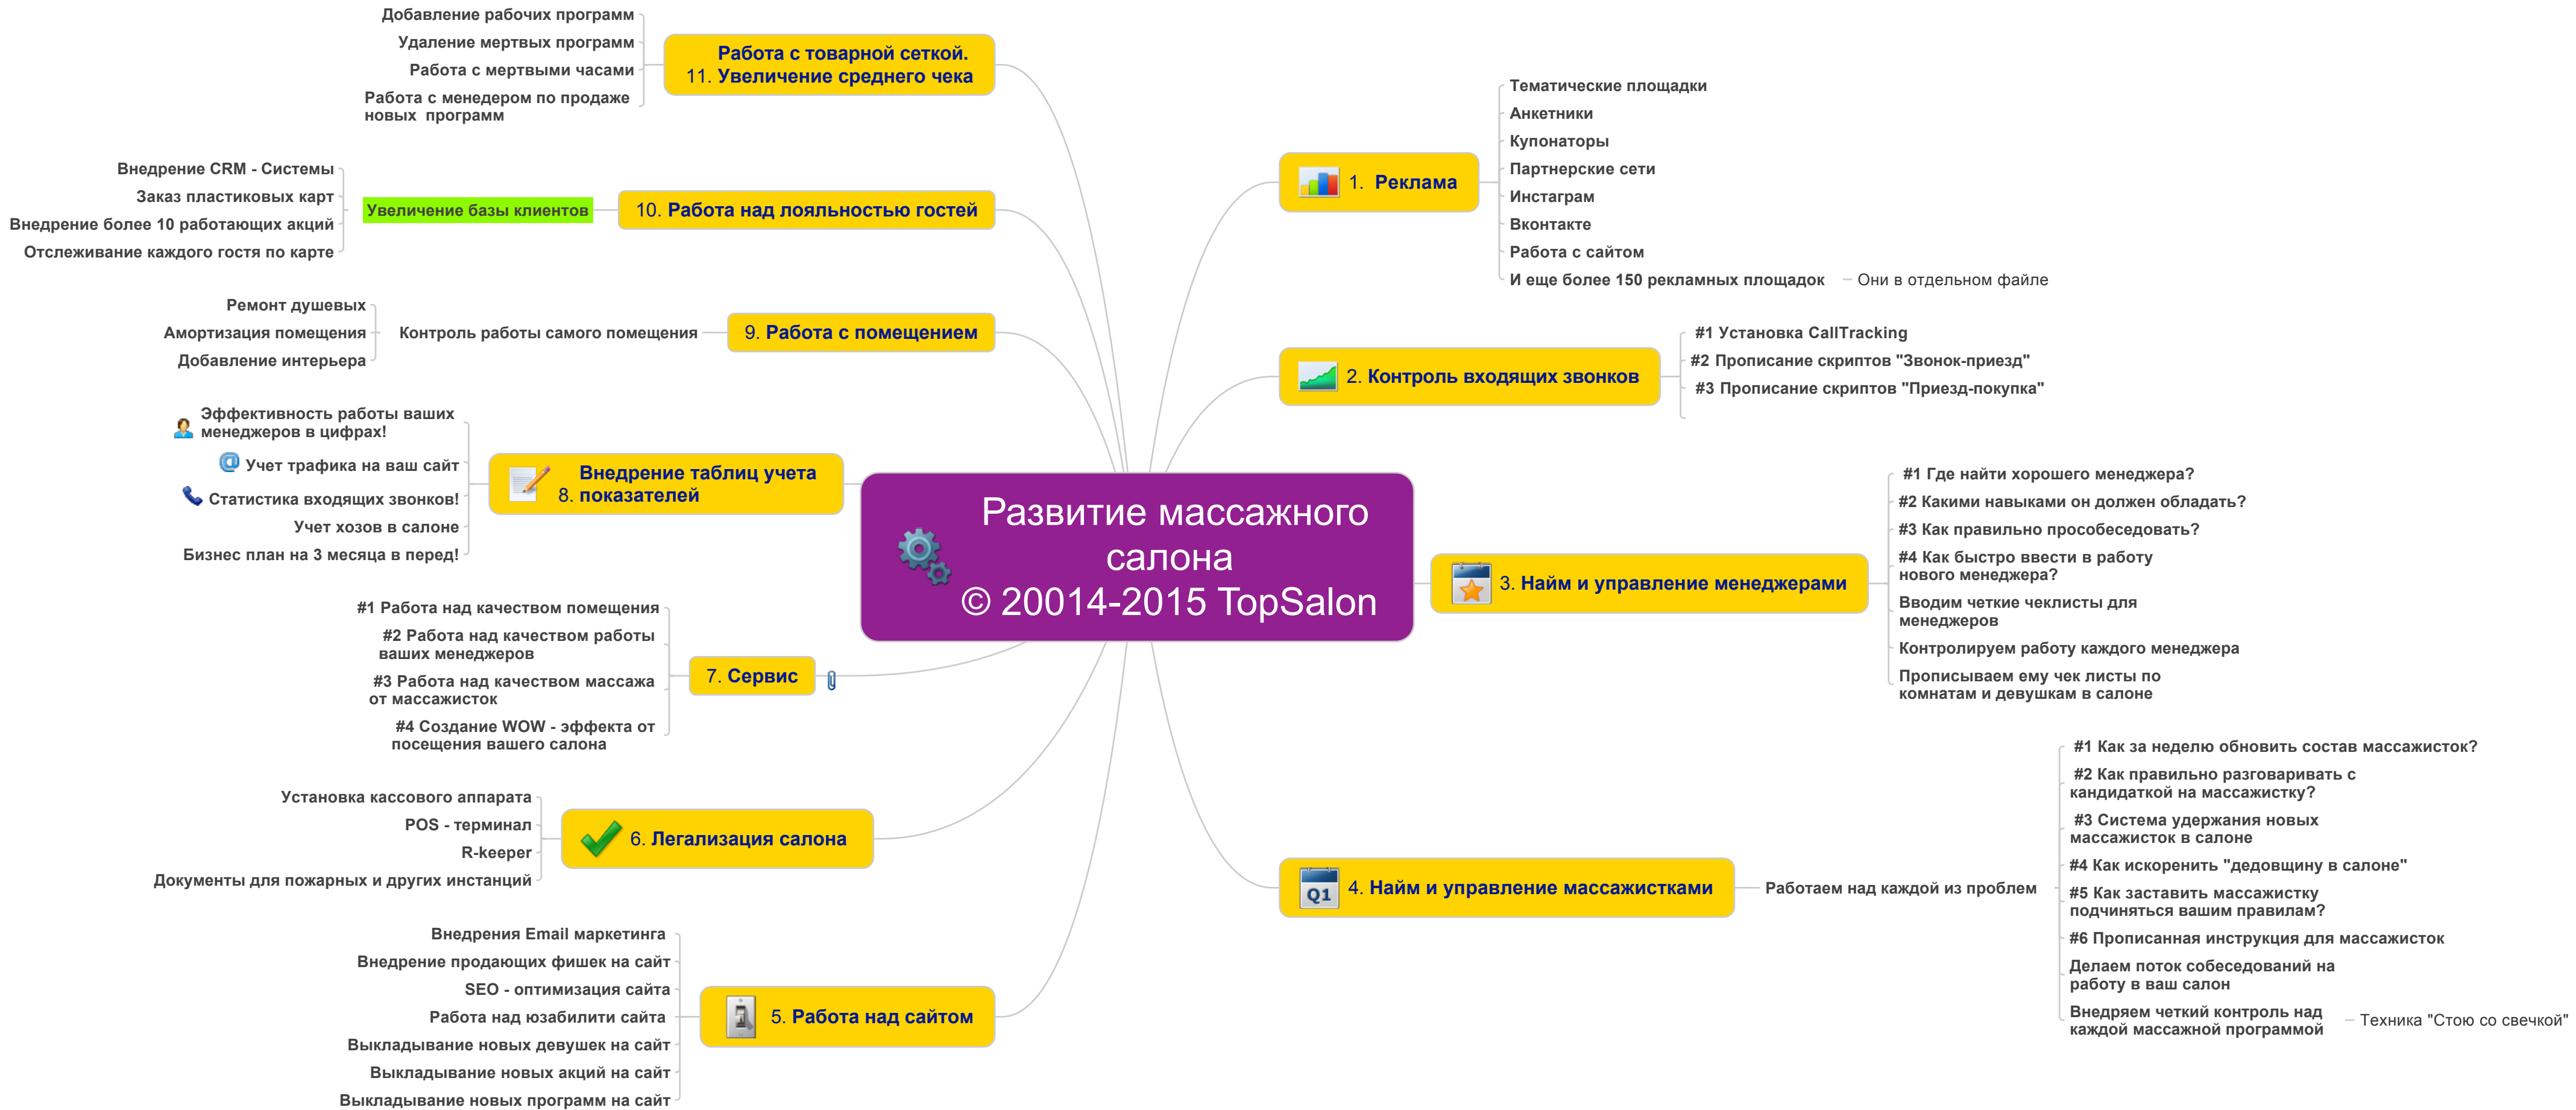 Развитие массажного
салона
© 20014-2015 TopSalon
1. Реклама
Тематические площадки
Анкетники
Купонаторы
Партнерские сети
Инстаграм
Вконтакте
Работа с сайтом
И еще более 150 рекламных площадок
Они в отдельном файле
2. Контроль входящих звонков
#1 Установка CallTracking
#2 Прописание скриптов "Звонок-приезд"
#3 Прописание скриптов "Приезд-покупка"
3. Найм и управление менеджерами
#1 Где найти хорошего менеджера?
#2 Какими навыками он должен обладать?
#3 Как правильно прособеседовать?
#4 Как быстро ввести в работу
нового менеджера?
Вводим четкие чеклисты для
менеджеров
Контролируем работу каждого менеджера
Прописываем ему чек листы по
комнатам и девушкам в салоне
Q1
4. Найм и управление массажистками
Работаем над каждой из проблем
#1 Как за неделю обновить состав массажисток?
#2 Как правильно разговаривать с
кандидаткой на массажистку?
#3 Система удержания новых
массажисток в салоне
#4 Как искоренить "дедовщину в салоне"
#5 Как заставить массажистку
подчиняться вашим правилам?
#6 Прописанная инструкция для массажисток
Делаем поток собеседований на
работу в ваш салон
Внедряем четкий контроль над
каждой массажной программой
Техника "Стою со свечкой"
5. Работа над сайтом
Внедрения Email маркетинга
Внедрение продающих фишек на сайт
SEO - оптимизация сайта
Работа над юзабилити сайта
Выкладывание новых девушек на сайт
Выкладывание новых акций на сайт
Выкладывание новых программ на сайт
6. Легализация салона
Установка кассового аппарата
POS - терминал
R-keeper
Документы для пожарных и других инстанций
7. Сервис
#1 Работа над качеством помещения
#2 Работа над качеством работы
ваших менеджеров
#3 Работа над качеством массажа
от массажисток
#4 Создание WOW - эффекта от
посещения вашего салона
Внедрение таблиц учета
8. показателей
Эффективность работы ваших
менеджеров в цифрах!
Учет трафика на ваш сайт
Статистика входящих звонков!
Учет хозов в салоне
Бизнес план на 3 месяца в перед!
9. Работа с помещением
Контроль работы самого помещения
Ремонт душевых
Амортизация помещения
Добавление интерьера
10. Работа над лояльностью гостей
Увеличение базы клиентов
Внедрение CRM - Системы
Заказ пластиковых карт
Внедрение более 10 работающих акций
Отслеживание каждого гостя по карте
Работа с товарной сеткой.
11. Увеличение среднего чека
Добавление рабочих программ
Удаление мертвых программ
Работа с мертвыми часами
Работа с менедером по продаже
новых программ